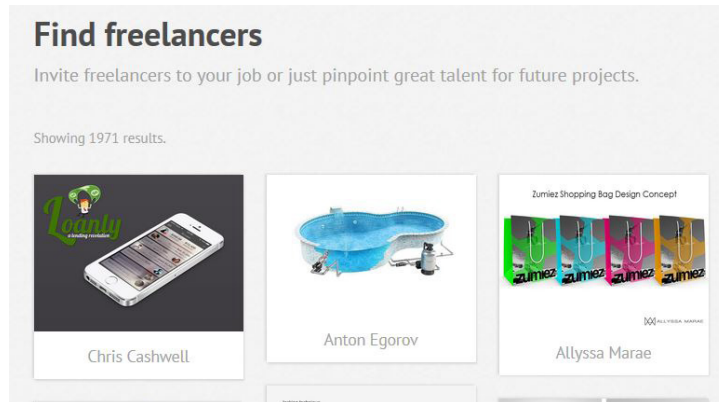 Find freelancers
Invite freelancers to your job or just pinpoint great talent for future projects.
Showing 1971 results.
Loanly
a lending revolution
Chris Cashwell
Anton Egorov
Zumiez Shopping Bag Design Concept
zumiez zumiez zumiez zumiez
ALLYSSA MARAE
Allyssa Marae